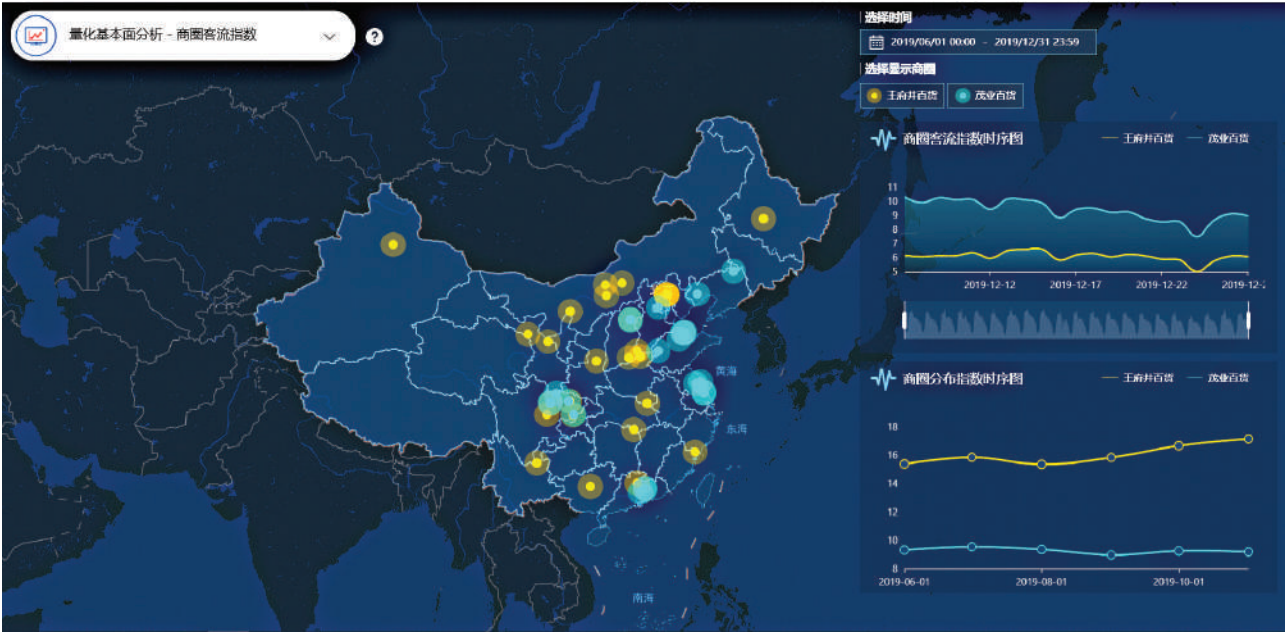 量化基本面分析 - 商圈客流指数
?
选择时间
2019/06/01 00:00 - 2019/12/31 23:59
选择显示商圈
王府井百货
茂业百货
商圈客流指数时序图
王府井百货
茂业百货
11
10
9
8
7
6
5
2019-12-12
2019-12-17
2019-12-22
2019-12-2
商圈分布指数时序图
王府井百货
茂业百货
18
16
14
12
10
8
2019-06-01
2019-08-01
2019-10-01
黄海
东海
南海